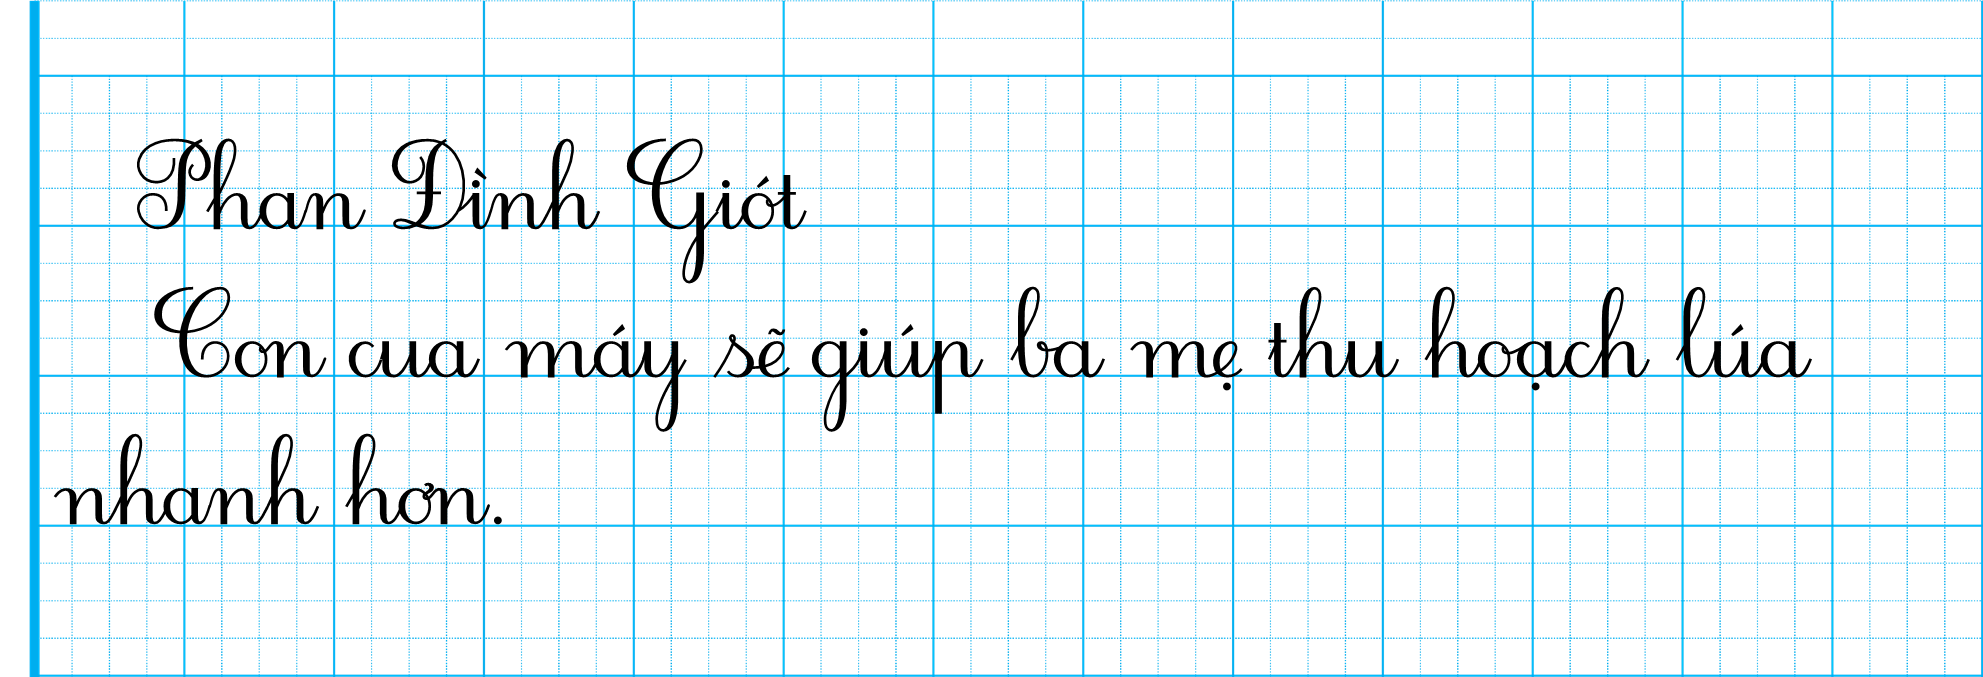 Phan Đình Giót
Con cua máy sẽ giúp ba mẹ thu hoạch lúa
nhanh hơn.